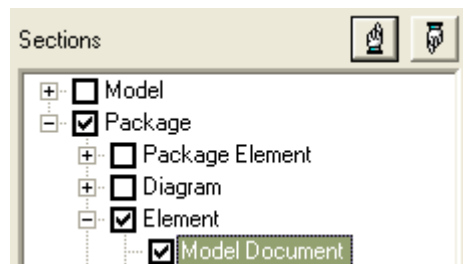 Sections
Model
Package
Package Element
Diagram
Element
Model Document